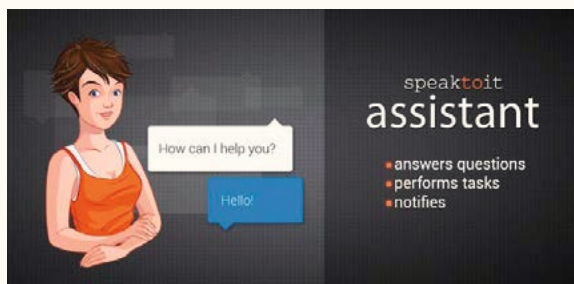 How can I help you?
Hello!
speaktoit
assistant
answers questions
performs tasks
notifies